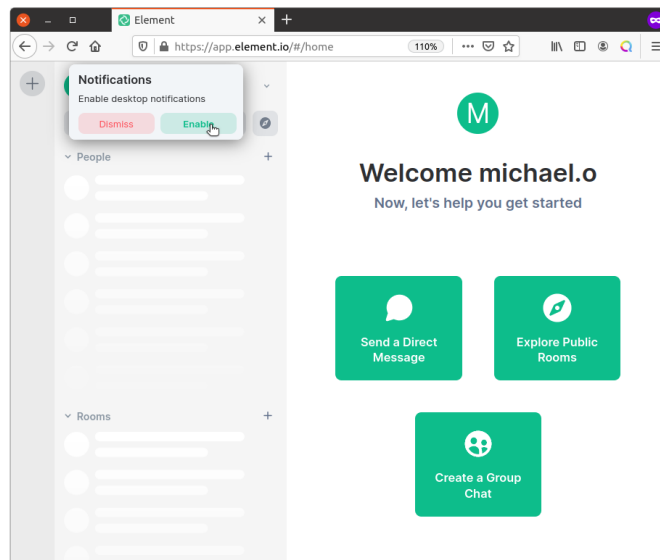 Element
https://app.element.io/#/home
110%
Notifications
Enable desktop notifications
Dismiss
Enable
People
Rooms
M
Welcome michael.o
Now, let's help you get started
Send a Direct
Message
Explore Public
Rooms
Create a Group
Chat